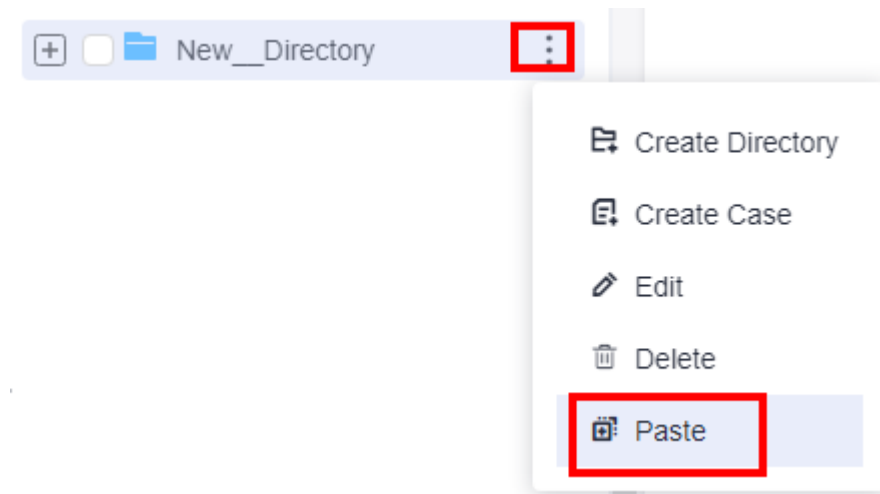 New__Directory
Create Directory
Create Case
Edit
Delete
Paste